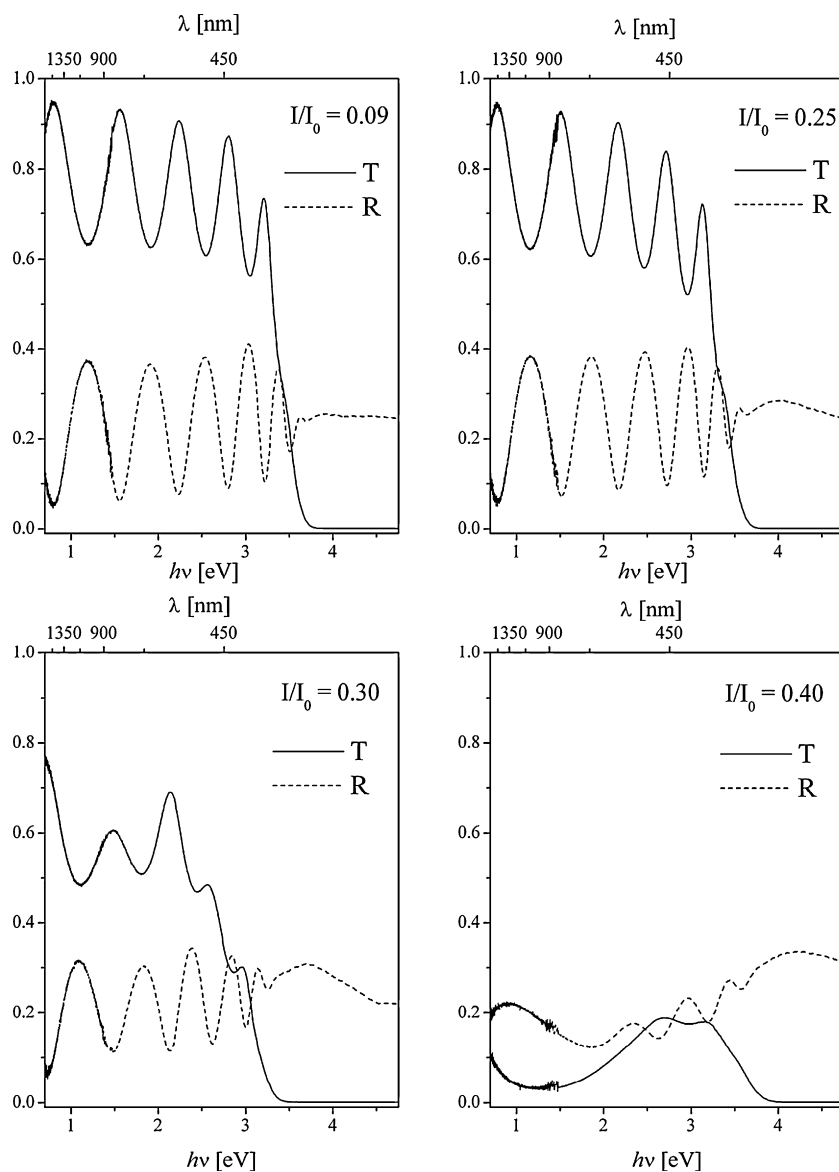 λ [nm]
1350 900 450
1.0
0.8
0.6
0.4
0.2
0.0
I/I0 = 0.09
T
R
1 2 3 4
hν [eV]
λ [nm]
1350 900 450
1.0
0.8
0.6
0.4
0.2
0.0
I/I0 = 0.25
T
R
1 2 3 4
hν [eV]
λ [nm]
1350 900 450
1.0
0.8
0.6
0.4
0.2
0.0
I/I0 = 0.30
T
R
1 2 3 4
hν [eV]
λ [nm]
1350 900 450
1.0
0.8
0.6
0.4
0.2
0.0
I/I0 = 0.40
T
R
1 2 3 4
hν [eV]